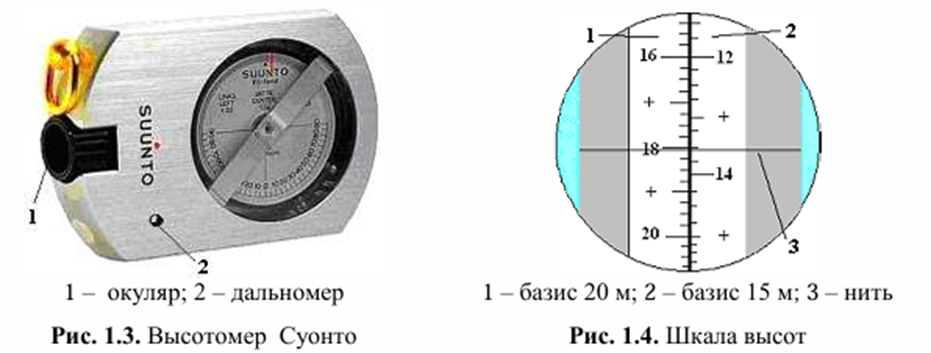 SUUNTO
SUUNTO
1
2
1 – окуляр; 2 – дальномер
Рис. 1.3. Высотомер Суонто
1
2
16
12
+
+
18
14
+
20
+
3
1 – базис 20 м; 2 – базис 15 м; 3 – нить
Рис. 1.4. Шкала высот